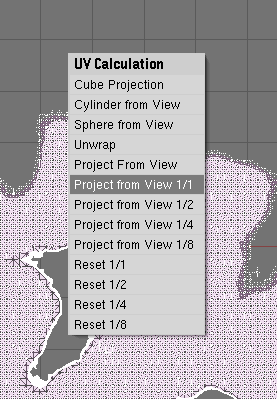 UV Calculation
Cube Projection
Cylinder from View
Sphere from View
Unwrap
Project From View
Project from View 1/1
Project from View 1/2
Project from View 1/4
Project from View 1/8
Reset 1/1
Reset 1/2
Reset 1/4
Reset 1/8